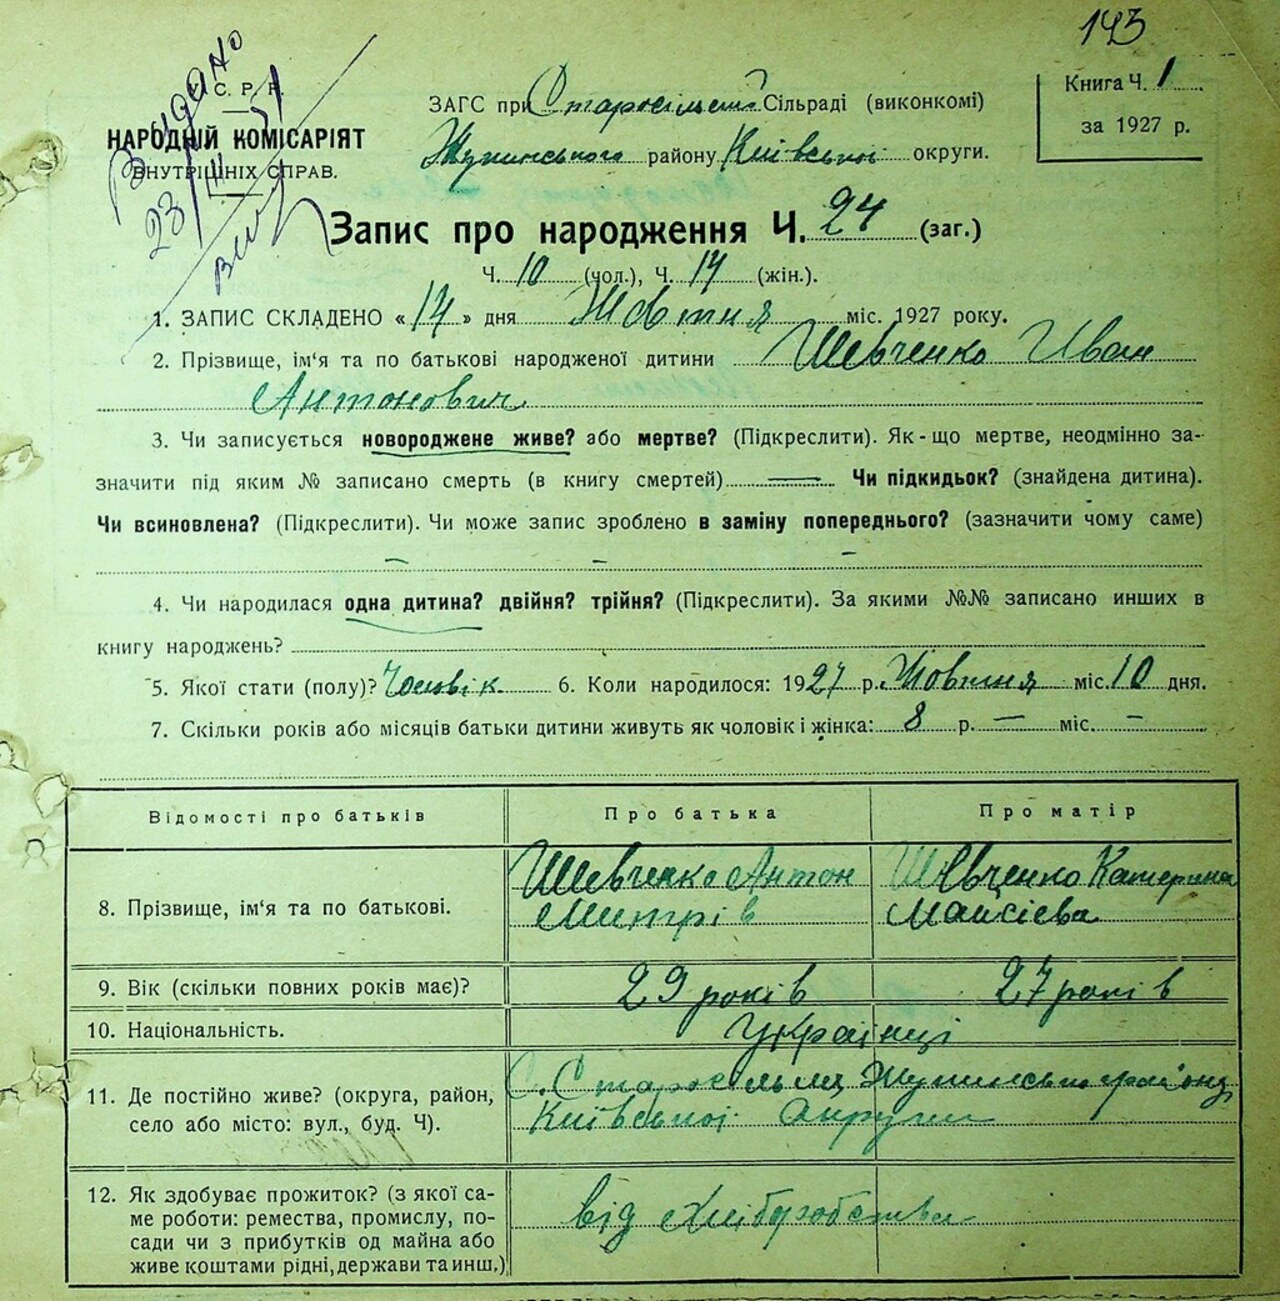 143
Видано
23/III 51
У. С. Р. Р.
НАРОДНІЙ КОМІСАРІЯТ
ВНУТРІШНІХ СПРАВ.
ЗАГС при Старосільській Сільраді (виконкомі)
Жукинського району Київської округи.
Книга Ч. 1
за 1927 р.
Запис про народження Ч. 24 (заг.)
Ч. 10 (чол.), Ч. 14 (жін.).
1. ЗАПИС СКЛАДЕНО «14» дня Жовтня міс. 1927 року.
2. Прізвище, ім'я та по батькові народженої дитини Шевченко Иван
Антонович
3. Чи записується новороджене живе? або мертве? (Підкреслити). Як-що мертве, неодмінно за-
значити під яким № записано смерть (в книгу смертей) — Чи підкидьок? (знайдена дитина).
Чи всиновлена? (Підкреслити). Чи може запис зроблено в заміну попереднього? (зазначити чому саме)
— — —
4. Чи народилася одна дитина? двійня? трійня? (Підкреслити). За якими №№ записано инших в
книгу народжень?
5. Якої стати (полу)? Чоловік 6. Коли народилося: 1927 р. Жовтня міс. 10 дня.
7. Скільки років або місяців батьки дитини живуть як чоловік і жінка: 8 р. — міс. —
Відомості про батьків Про батька Про матір
8. Прізвище, ім'я та по батькові. Шевченко Антон Шевченко Катерина
Митрів Мойсієва
9. Вік (скільки повних років має)? 29 років 27 років
10. Національність. Українці
11. Де постійно живе? (округа, район, С. Старосільля Жукинського району
село або місто: вул., буд. Ч). Київської Округи
12. Як здобуває прожиток? (з якої са-
ме роботи: ремества, промислу, по- від хліборобства
сади чи з прибутків од майна або
живе коштами рідні, держави та инш.)